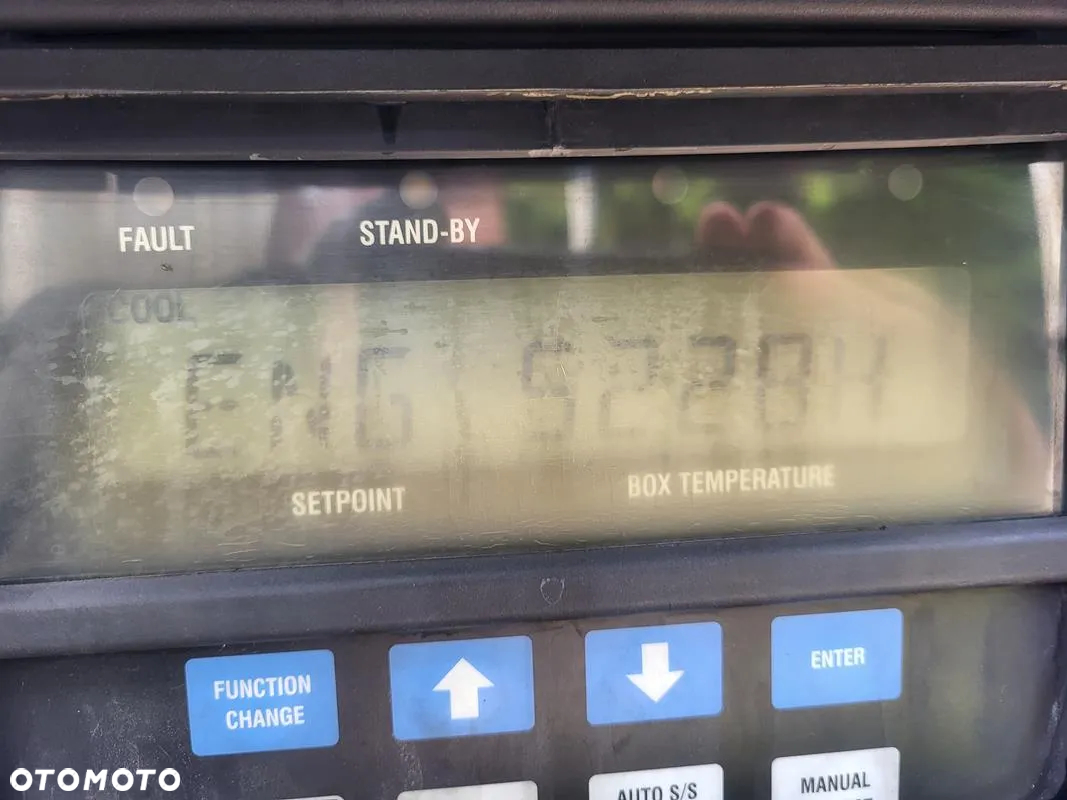 FAULT
STAND-BY
COOL
ENG 5228H
SETPOINT
BOX TEMPERATURE
FUNCTION
CHANGE
ENTER
AUTO S/S
MANUAL
OTOMOTO